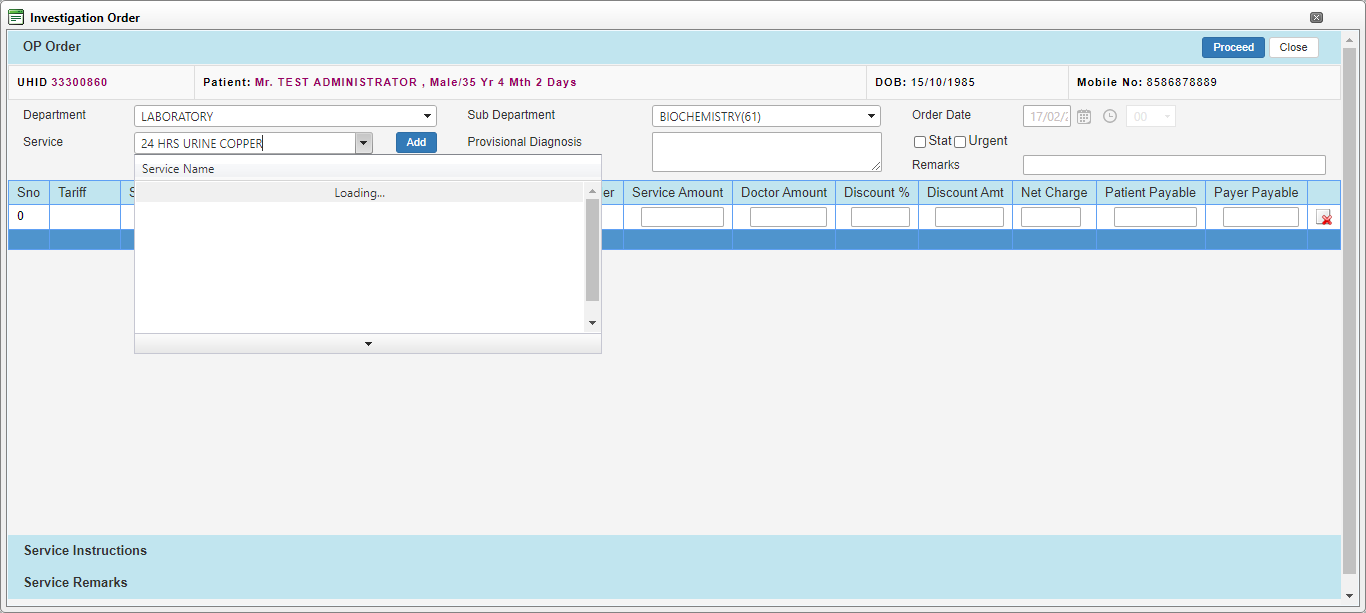 Investigation Order
OP Order
Proceed
Close
UHID 33300860
Patient: Mr. TEST ADMINISTRATOR , Male/35 Yr 4 Mth 2 Days
DOB: 15/10/1985
Mobile No: 8586878889
Department
LABORATORY
Sub Department
BIOCHEMISTRY(61)
Order Date
17/02/2
00
Service
24 HRS URINE COPPER
Add
Provisional Diagnosis
Stat
Urgent
Remarks
Service Name
Loading...
Sno
Tariff
S
er
Service Amount
Doctor Amount
Discount %
Discount Amt
Net Charge
Patient Payable
Payer Payable
0
Service Instructions
Service Remarks